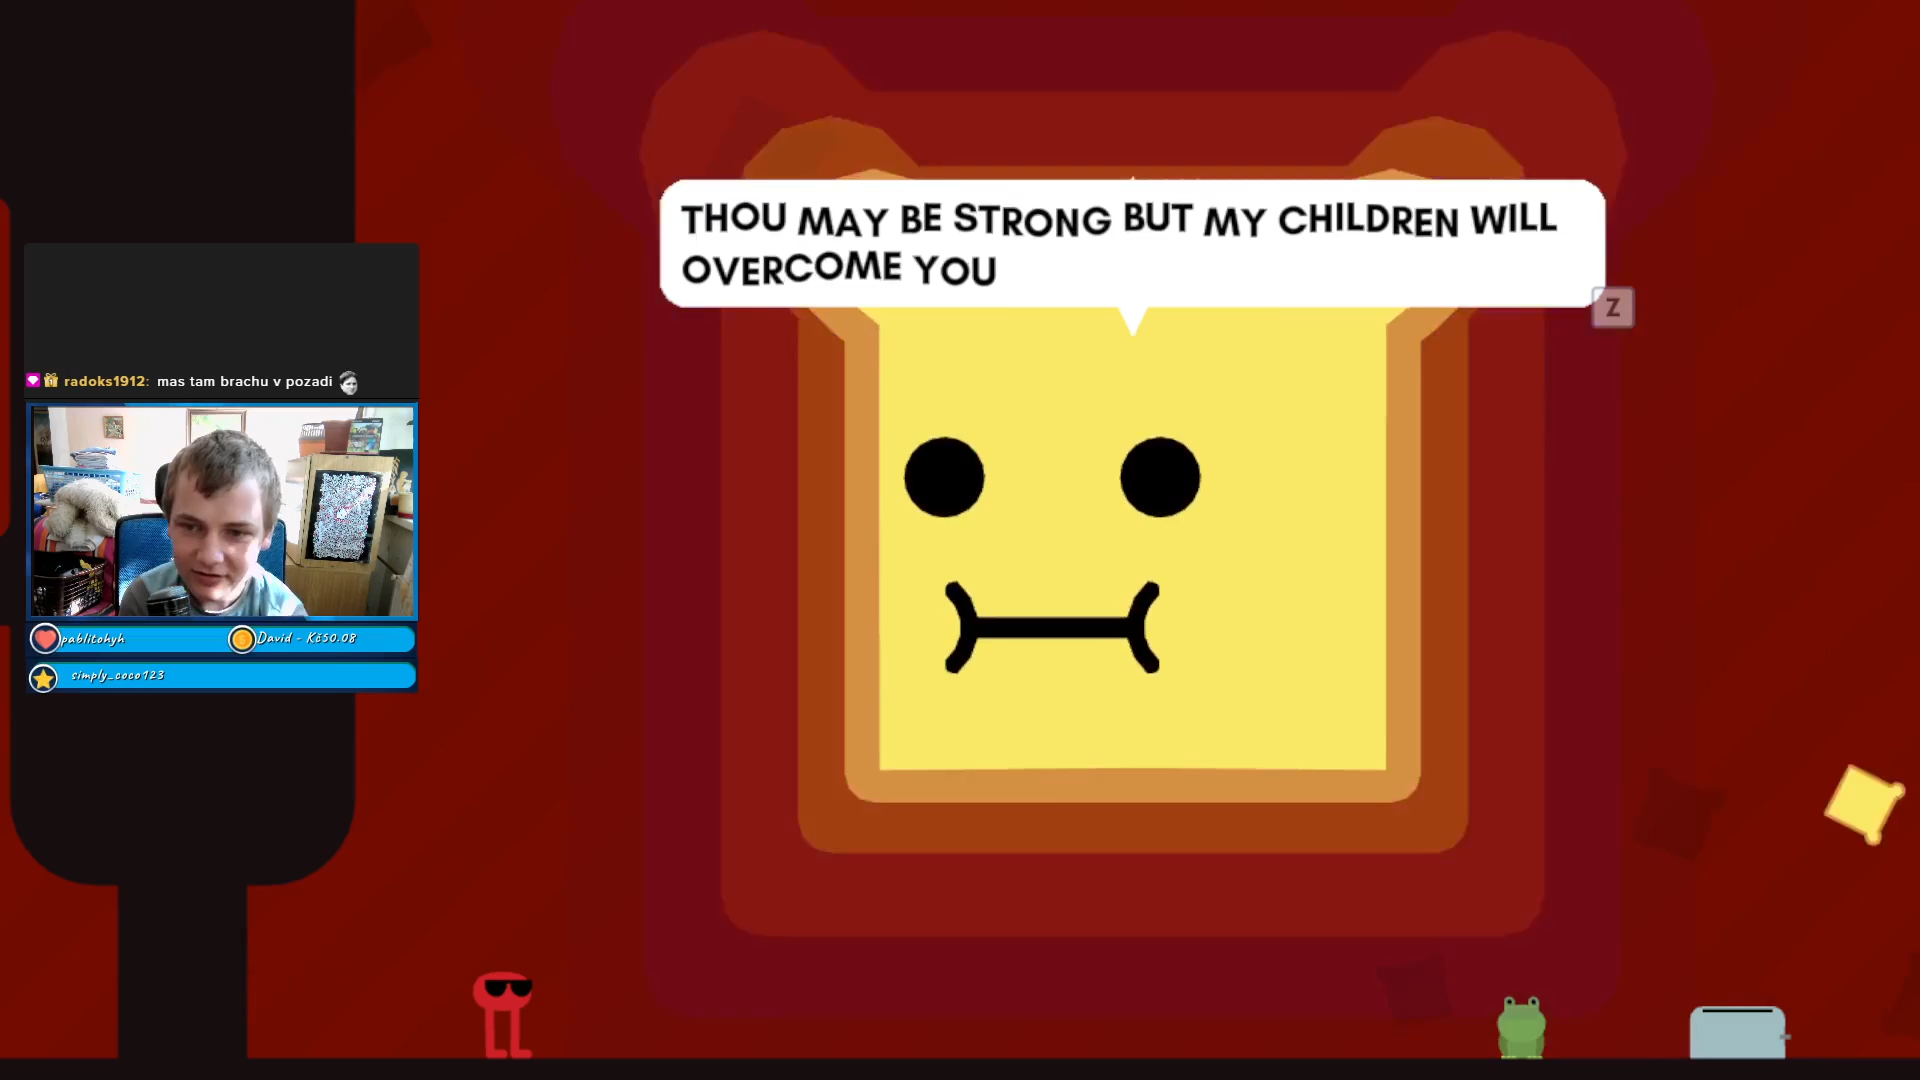 THOU MAY BE STRONG BUT MY CHILDREN WILL
OVERCOME YOU
Z
radoks1912: mas tam brachu v pozadi
pablitohyh
David - Kč50.08
simply_coco123